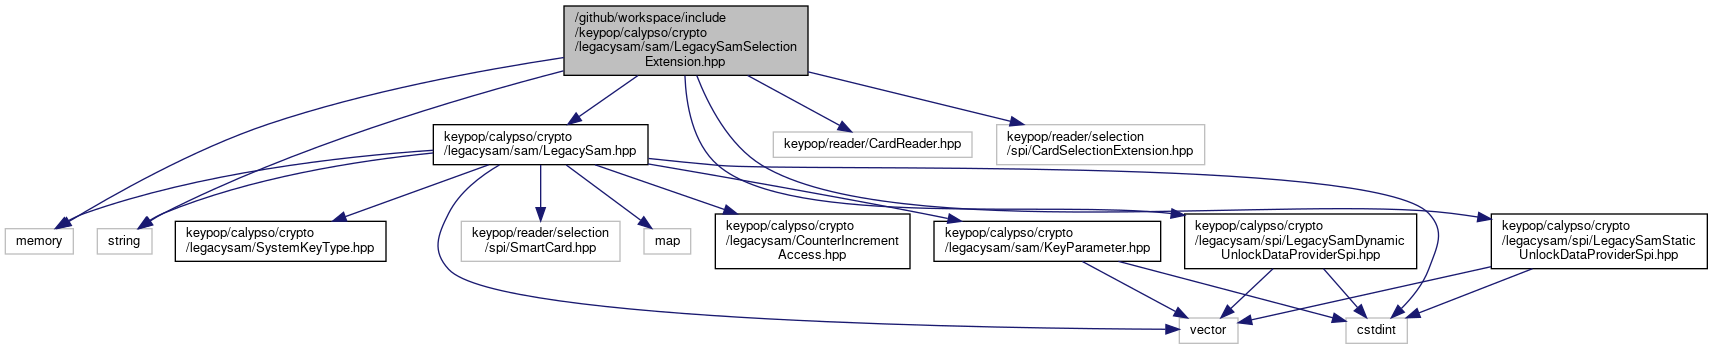 /github/workspace/include
/keypop/calypso/crypto
/legacysam/sam/LegacySamSelection
Extension.hpp
keypop/calypso/crypto
/legacysam/sam/LegacySam.hpp
keypop/reader/CardReader.hpp
keypop/reader/selection
/spi/CardSelectionExtension.hpp
memory
string
keypop/calypso/crypto
/legacysam/SystemKeyType.hpp
keypop/reader/selection
/spi/SmartCard.hpp
map
keypop/calypso/crypto
/legacysam/CounterIncrement
Access.hpp
keypop/calypso/crypto
/legacysam/sam/KeyParameter.hpp
keypop/calypso/crypto
/legacysam/spi/LegacySamDynamic
UnlockDataProviderSpi.hpp
keypop/calypso/crypto
/legacysam/spi/LegacySamStatic
UnlockDataProviderSpi.hpp
vector
cstdint